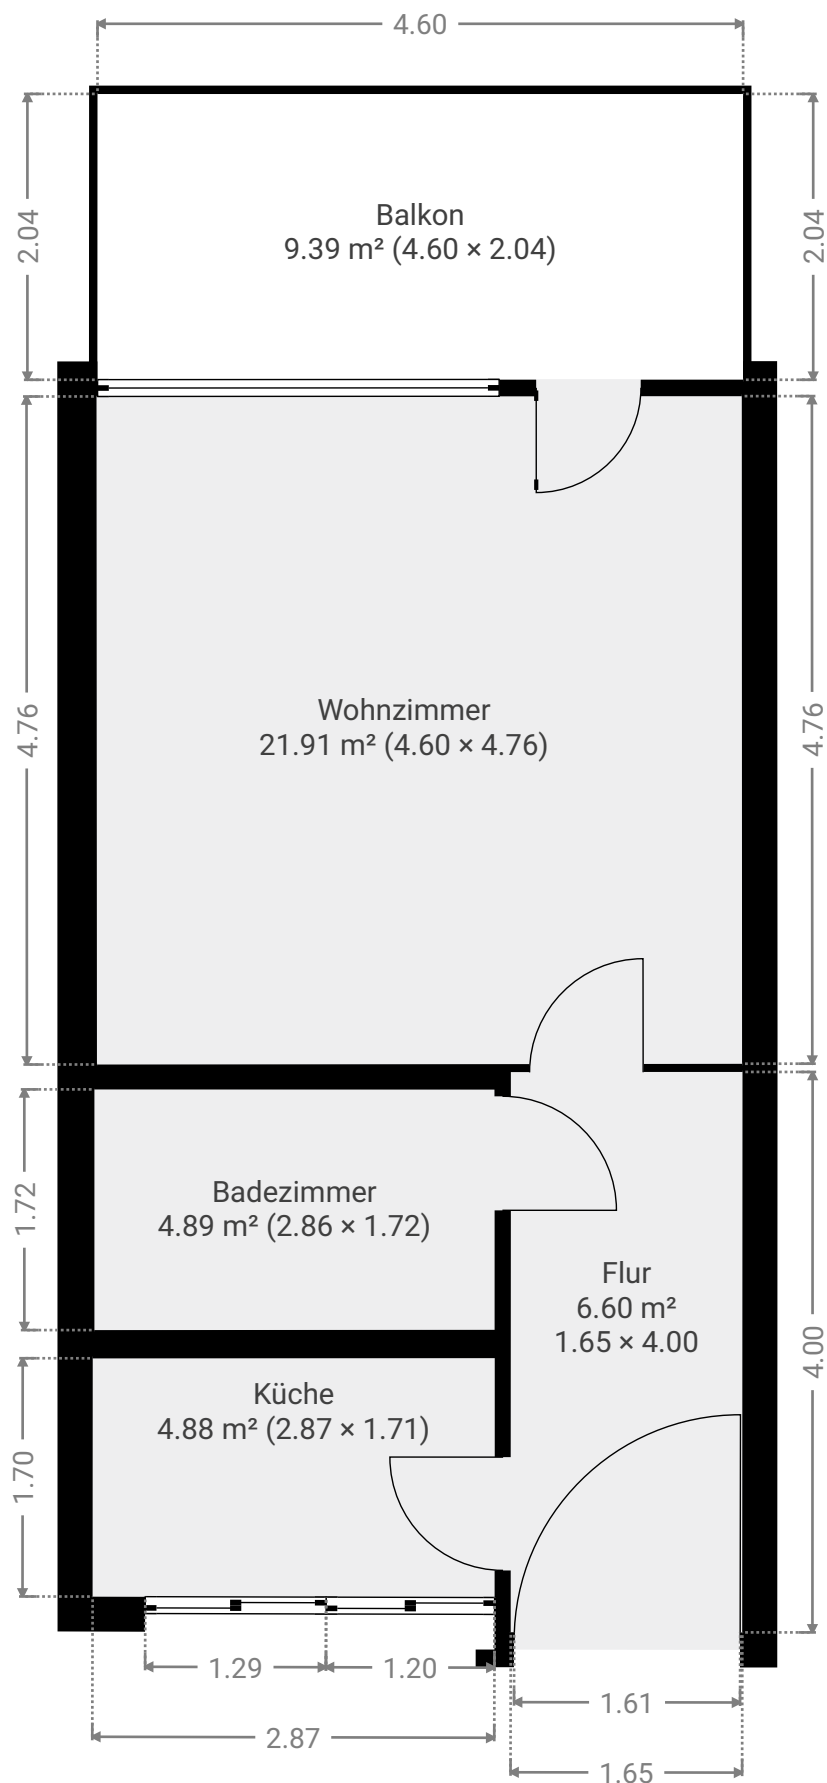 4.60
2.04
2.04
Balkon
9.39 m² (4.60 × 2.04)
4.76
4.76
Wohnzimmer
21.91 m² (4.60 × 4.76)
1.72
Badezimmer
4.89 m² (2.86 × 1.72)
Flur
6.60 m²
1.65 × 4.00
4.00
Küche
4.88 m² (2.87 × 1.71)
1.70
1.29
1.20
1.61
2.87
1.65